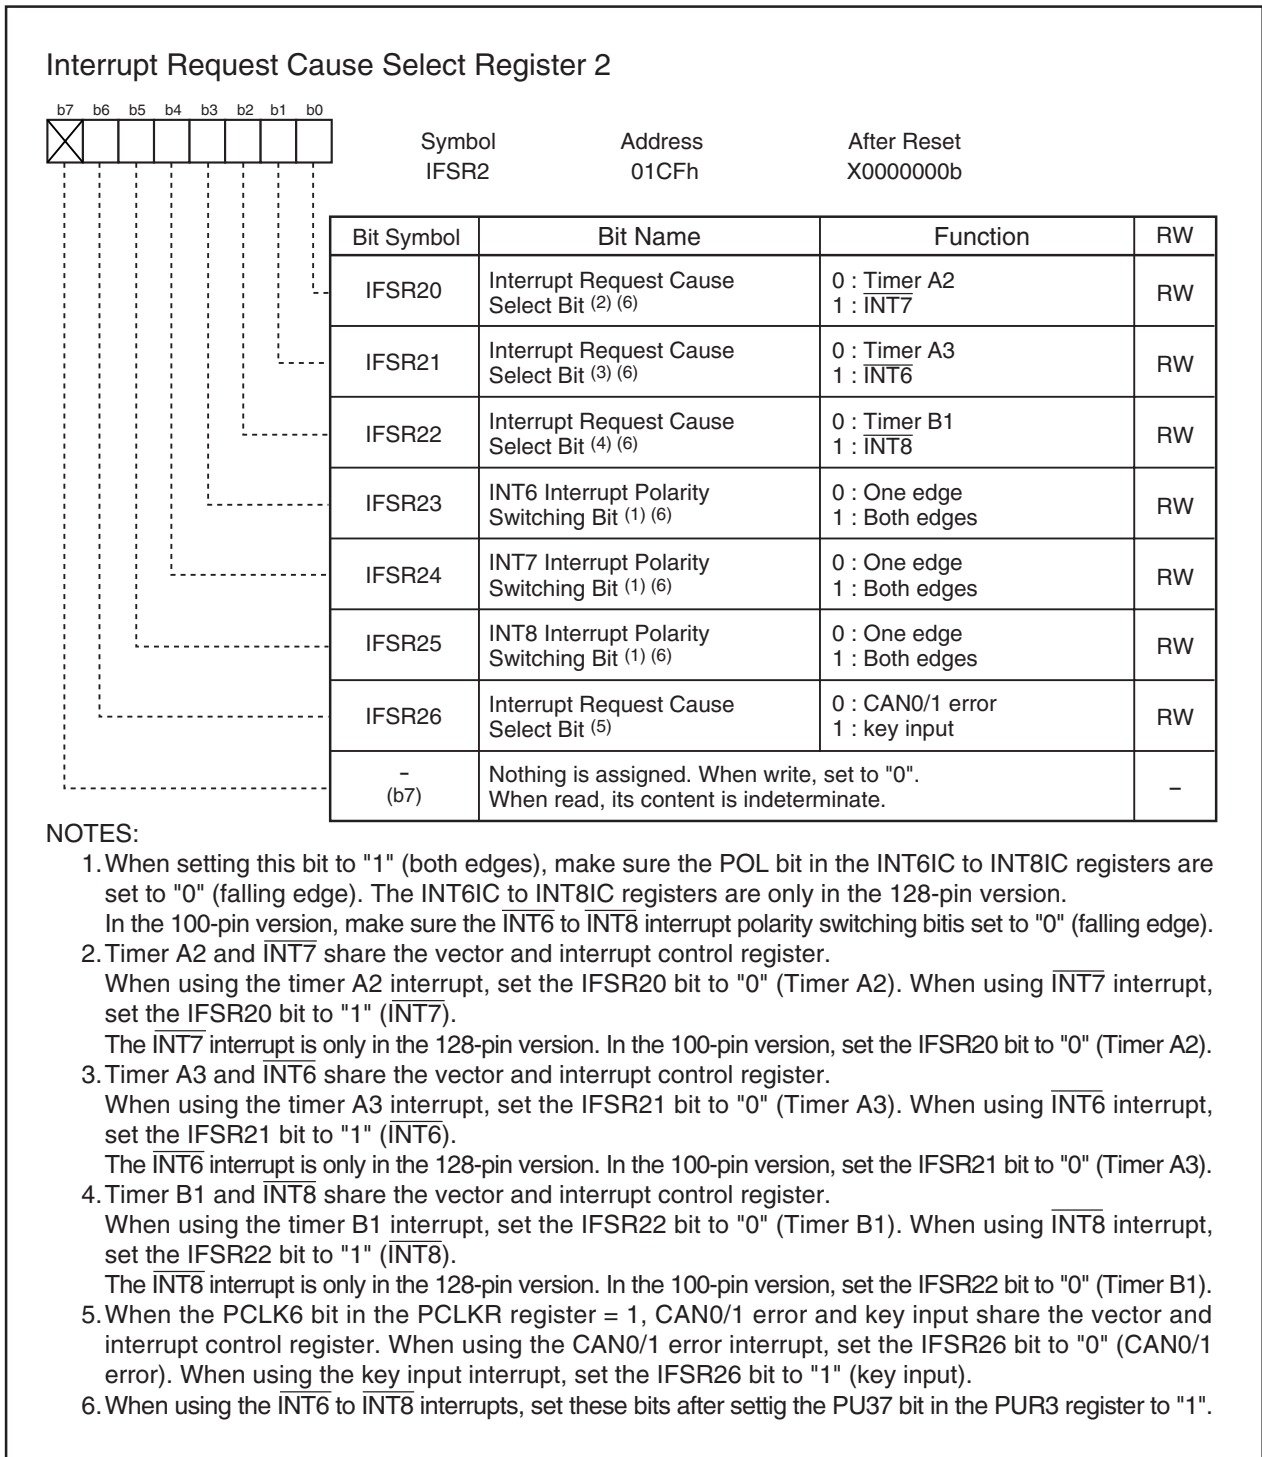 Interrupt Request Cause Select Register 2
b7 b6 b5 b4 b3 b2 b1 b0
Symbol Address After Reset
IFSR2 01CFh X0000000b
Bit Symbol Bit Name Function RW
IFSR20 Interrupt Request Cause Select Bit (2) (6) 0 : Timer A2 1 : INT7 RW
IFSR21 Interrupt Request Cause Select Bit (3) (6) 0 : Timer A3 1 : INT6 RW
IFSR22 Interrupt Request Cause Select Bit (4) (6) 0 : Timer B1 1 : INT8 RW
IFSR23 INT6 Interrupt Polarity Switching Bit (1) (6) 0 : One edge 1 : Both edges RW
IFSR24 INT7 Interrupt Polarity Switching Bit (1) (6) 0 : One edge 1 : Both edges RW
IFSR25 INT8 Interrupt Polarity Switching Bit (1) (6) 0 : One edge 1 : Both edges RW
IFSR26 Interrupt Request Cause Select Bit (5) 0 : CAN0/1 error 1 : key input RW
– (b7) Nothing is assigned. When write, set to "0". When read, its content is indeterminate. –
NOTES:
1. When setting this bit to "1" (both edges), make sure the POL bit in the INT6IC to INT8IC registers are
set to "0" (falling edge). The INT6IC to INT8IC registers are only in the 128-pin version.
In the 100-pin version, make sure the INT6 to INT8 interrupt polarity switching bitis set to "0" (falling edge).
2. Timer A2 and INT7 share the vector and interrupt control register.
When using the timer A2 interrupt, set the IFSR20 bit to "0" (Timer A2). When using INT7 interrupt,
set the IFSR20 bit to "1" (INT7).
The INT7 interrupt is only in the 128-pin version. In the 100-pin version, set the IFSR20 bit to "0" (Timer A2).
3. Timer A3 and INT6 share the vector and interrupt control register.
When using the timer A3 interrupt, set the IFSR21 bit to "0" (Timer A3). When using INT6 interrupt,
set the IFSR21 bit to "1" (INT6).
The INT6 interrupt is only in the 128-pin version. In the 100-pin version, set the IFSR21 bit to "0" (Timer A3).
4. Timer B1 and INT8 share the vector and interrupt control register.
When using the timer B1 interrupt, set the IFSR22 bit to "0" (Timer B1). When using INT8 interrupt,
set the IFSR22 bit to "1" (INT8).
The INT8 interrupt is only in the 128-pin version. In the 100-pin version, set the IFSR22 bit to "0" (Timer B1).
5. When the PCLK6 bit in the PCLKR register = 1, CAN0/1 error and key input share the vector and
interrupt control register. When using the CAN0/1 error interrupt, set the IFSR26 bit to "0" (CAN0/1
error). When using the key input interrupt, set the IFSR26 bit to "1" (key input).
6. When using the INT6 to INT8 interrupts, set these bits after settig the PU37 bit in the PUR3 register to "1".